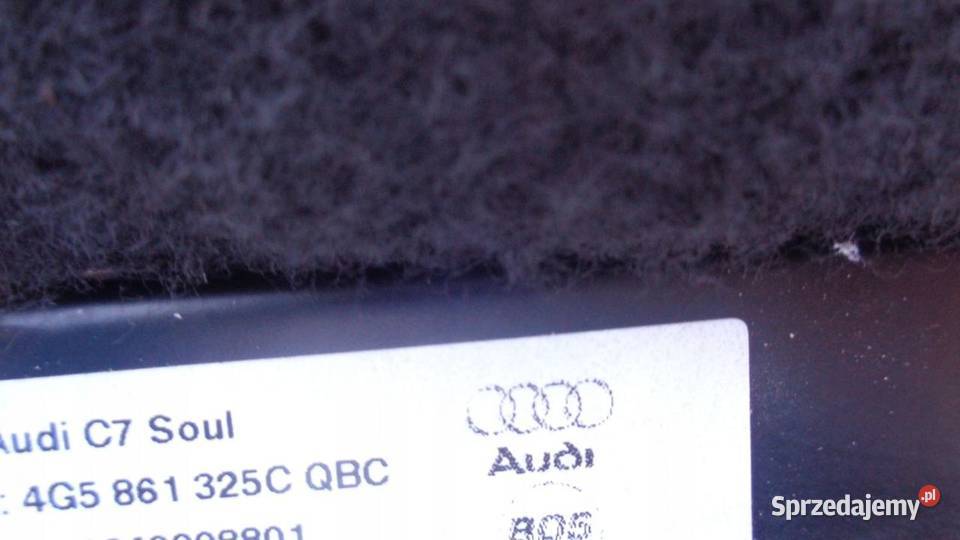 Audi C7 Soul
Audi
: 4G5 861 325C QBC
Sprzedajemy.pl